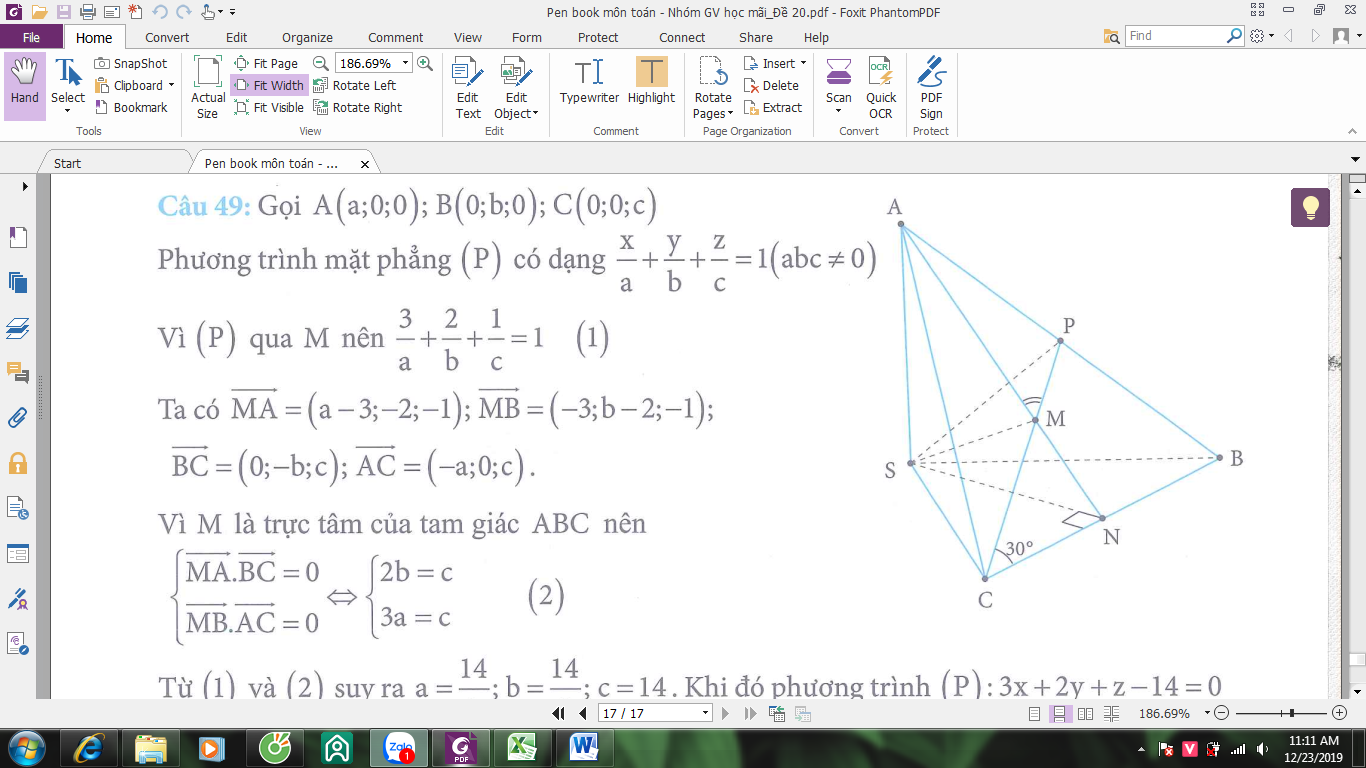 Pen book môn toán - Nhóm GV học mãi_Đề 20.pdf - Foxit PhantomPDF
File Home Convert Edit Organize Comment View Form Protect Connect Share Help Find
Hand
Select
SnapShot
Clipboard
Bookmark
Tools
Actual Size
Fit Page
Fit Width
Fit Visible
186.69%
Rotate Left
Rotate Right
View
Edit Text
Edit Object
Edit
Typewriter
Highlight
Comment
Rotate Pages
Insert
Delete
Extract
Page Organization
Scan
Quick OCR
Convert
PDF Sign
Protect
Start
Pen book môn toán - ...
Câu 49: Gọi A(a;0;0); B(0;b;0); C(0;0;c)
Phương trình mặt phẳng (P) có dạng x/a + y/b + z/c = 1 (abc ≠ 0)
Vì (P) qua M nên 3/a + 2/b + 1/c = 1 (1)
Ta có MA = (a − 3;−2;−1); MB = (−3;b − 2;−1);
BC = (0;−b;c); AC = (−a;0;c).
Vì M là trực tâm của tam giác ABC nên
{MA.BC = 0 ⇔ {2b = c
{MB.AC = 0 {3a = c (2)
Từ (1) và (2) suy ra a = 14/; b = 14/; c = 14. Khi đó phương trình (P): 3x + 2y + z − 14 = 0
A
P
M
S
B
N
30°
C
17 / 17
186.69%
Zalo
1
PDF
11:11 AM
12/23/2019